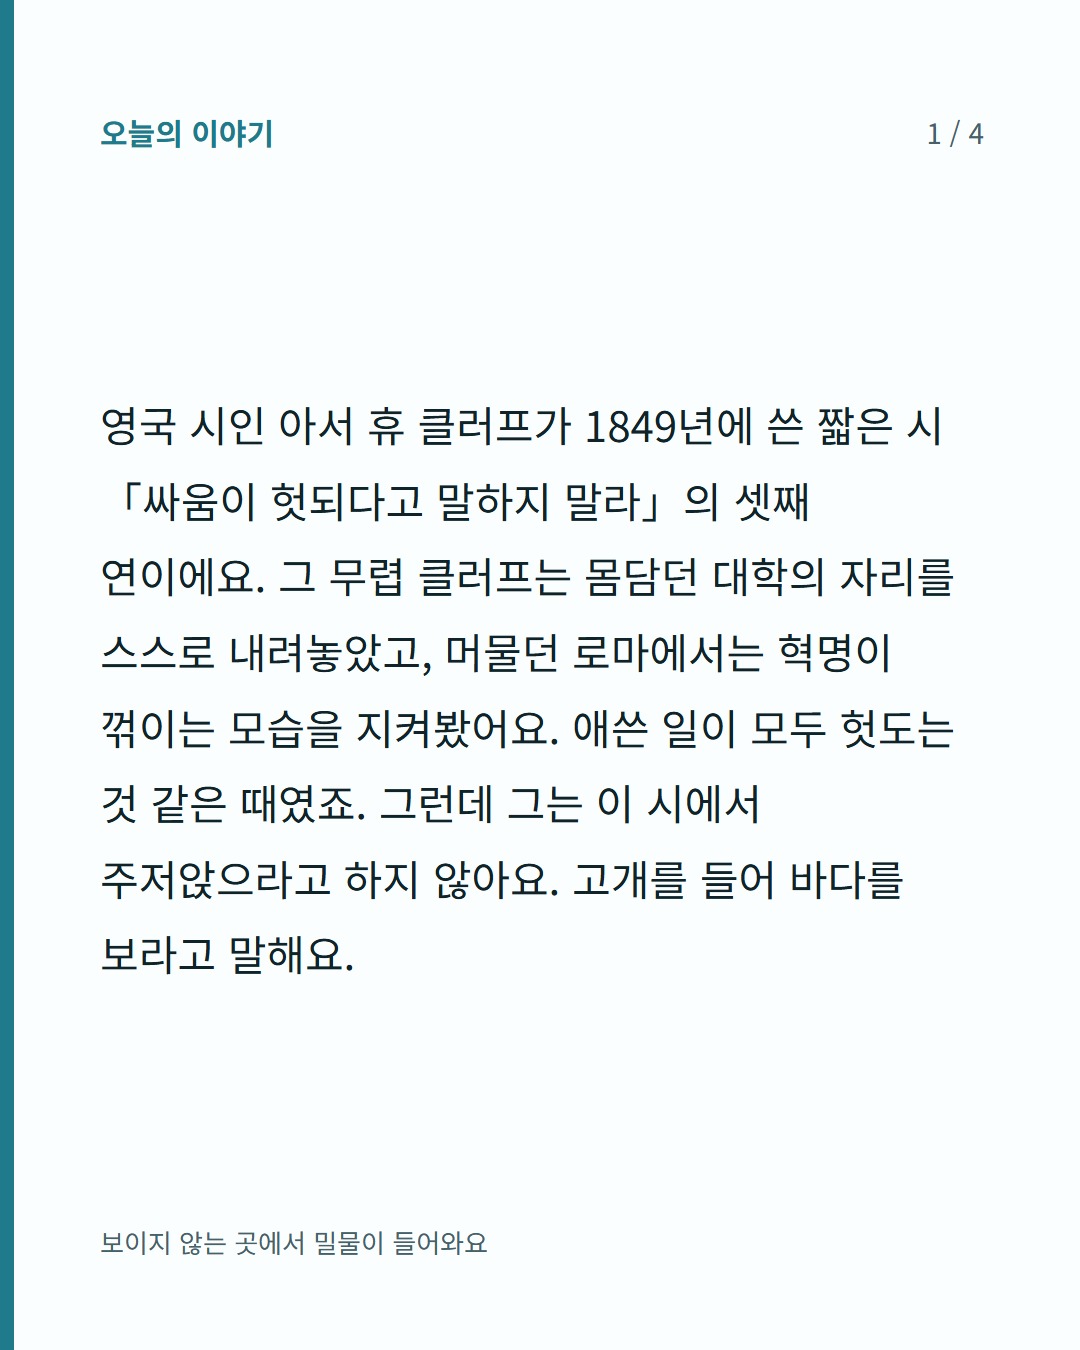 오늘의 이야기
1 / 4
영국 시인 아서 휴 클러프가 1849년에 쓴 짧은 시
「싸움이 헛되다고 말하지 말라」의 셋째
연이에요. 그 무렵 클러프는 몸담던 대학의 자리를
스스로 내려놓았고, 머물던 로마에서는 혁명이
꺾이는 모습을 지켜봤어요. 애쓴 일이 모두 헛도는
것 같은 때였죠. 그런데 그는 이 시에서
주저앉으라고 하지 않아요. 고개를 들어 바다를
보라고 말해요.
보이지 않는 곳에서 밀물이 들어와요